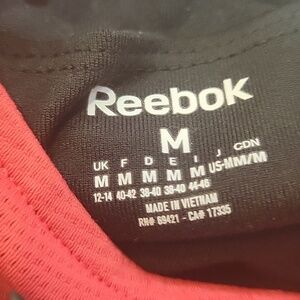 Reebok
M
UK F D E I J CDN
M M M M M US-MM/M
12-14 40-42 38-40 38-40 44-46
MADE IN VIETNAM
RN# 69421 - CA# 17335